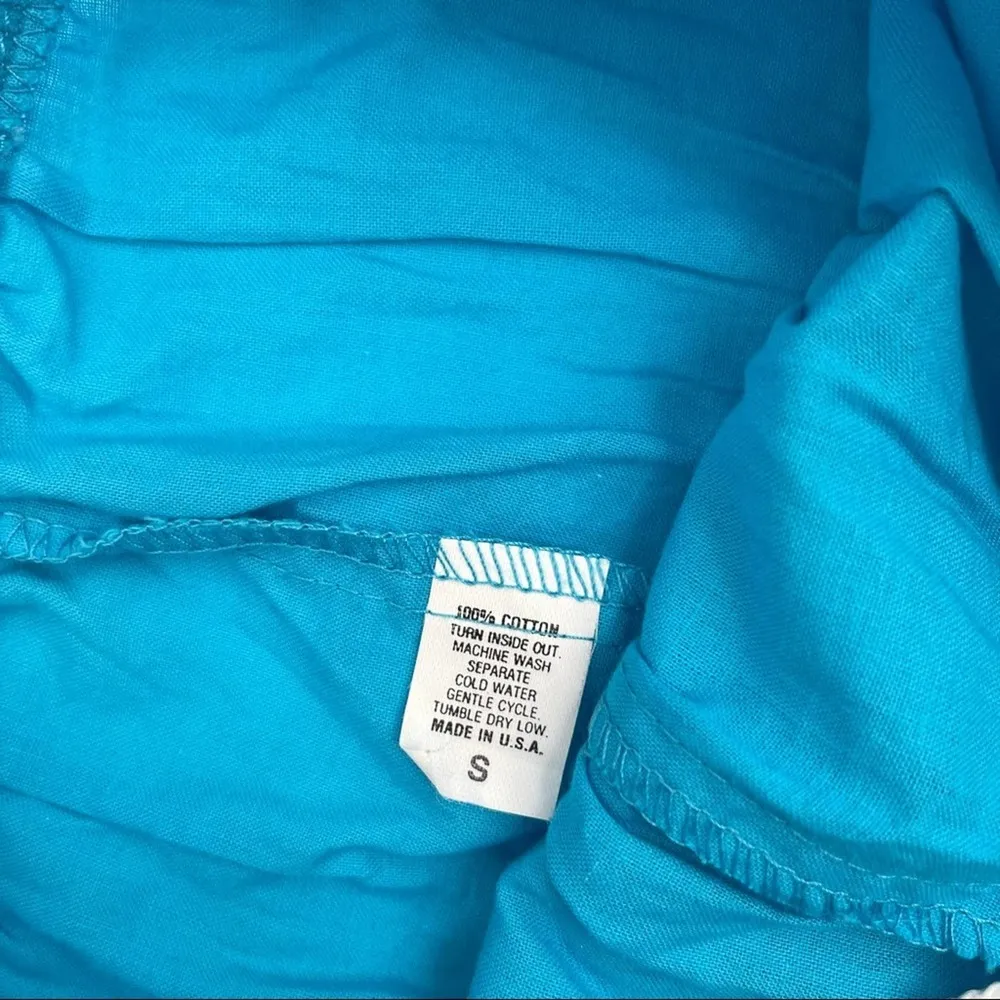 100% COTTON.
TURN INSIDE OUT.
MACHINE WASH
SEPARATE
COLD WATER
GENTLE CYCLE.
TUMBLE DRY LOW.
MADE IN U.S.A.
S